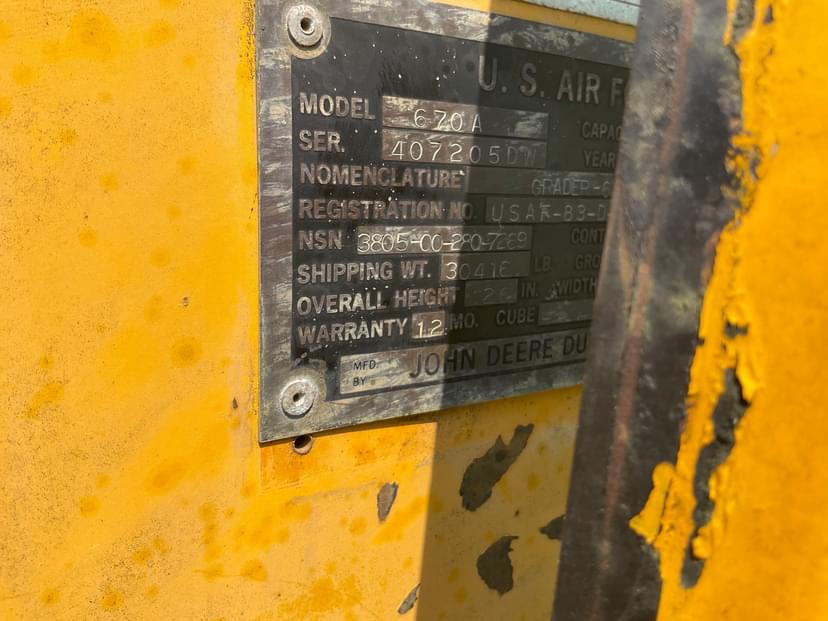 U. S. AIR F
MODEL 670A CAPAC
SER. 407205DW YEAR
NOMENCLATURE GRADER-6
REGISTRATION NO. USAF-83-D
NSN 3805-00-280-7269 CONT
SHIPPING WT. 30416 LB GRO
OVERALL HEIGHT IN. WIDTH
WARRANTY 12 MO. CUBE
MFD. BY JOHN DEERE DU